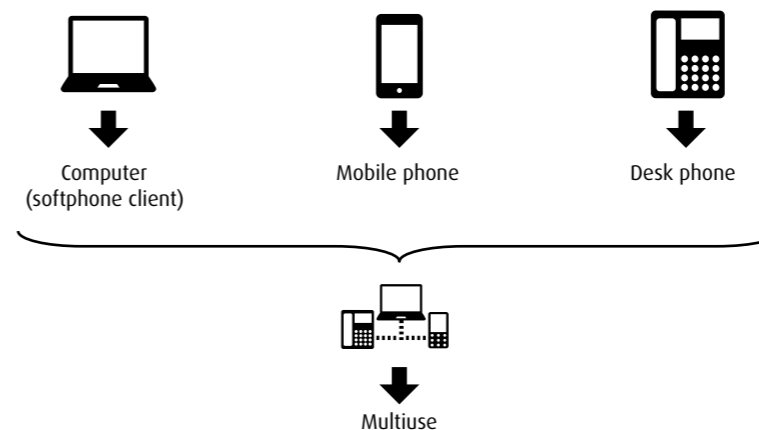 Computer
(softphone client)
Mobile phone
Desk phone
Multiuse